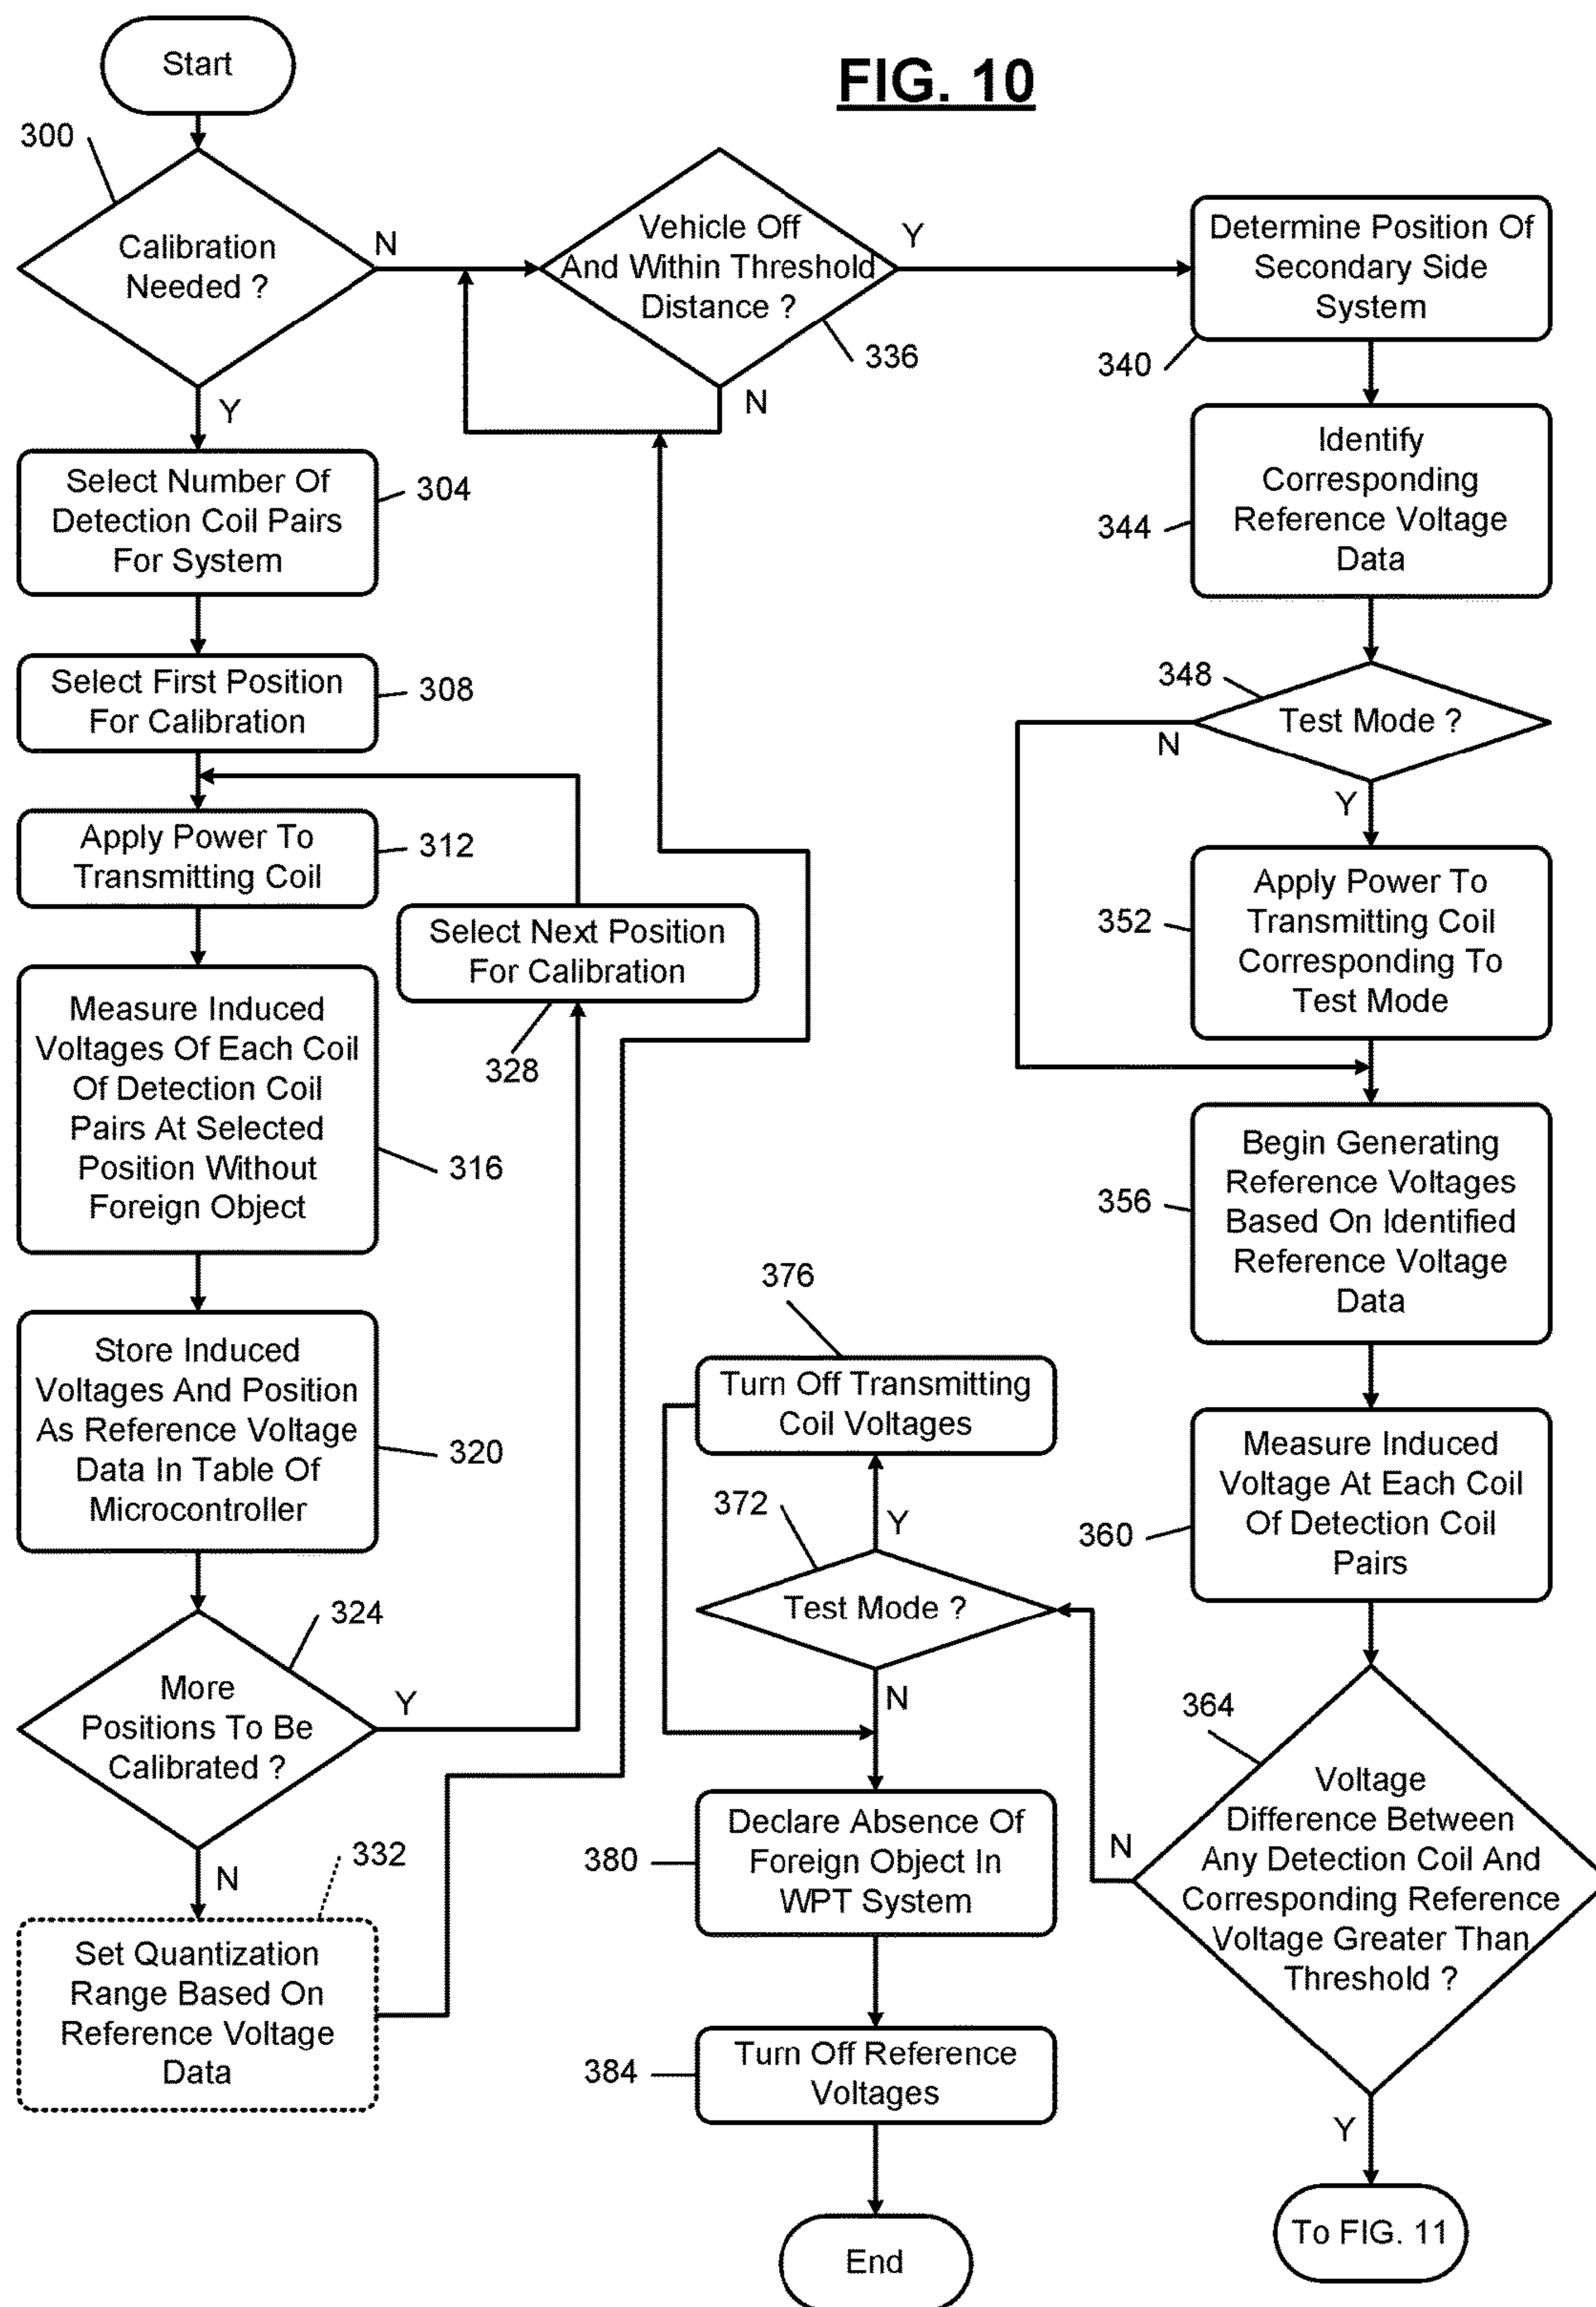 FIG. 10
Start
300
Calibration
Needed ?
N
Y
Select Number Of
Detection Coil Pairs
For System
304
Select First Position
For Calibration
308
Apply Power To
Transmitting Coil
312
Measure Induced
Voltages Of Each Coil
Of Detection Coil
Pairs At Selected
Position Without
Foreign Object
316
Store Induced
Voltages And Position
As Reference Voltage
Data In Table Of
Microcontroller
320
324
More
Positions To Be
Calibrated ?
Y
N
332
Set Quantization
Range Based On
Reference Voltage
Data
Select Next Position
For Calibration
328
Vehicle Off
And Within Threshold
Distance ?
Y
336
N
Determine Position Of
Secondary Side
System
340
Identify
Corresponding
Reference Voltage
Data
344
348
Test Mode ?
N
Y
Apply Power To
Transmitting Coil
Corresponding To
Test Mode
352
Begin Generating
Reference Voltages
Based On Identified
Reference Voltage
Data
356
Measure Induced
Voltage At Each Coil
Of Detection Coil
Pairs
360
364
Voltage
Difference Between
Any Detection Coil And
Corresponding Reference
Voltage Greater Than
Threshold ?
N
Y
To FIG. 11
376
Turn Off Transmitting
Coil Voltages
372
Y
Test Mode ?
N
Declare Absence Of
Foreign Object In
WPT System
380
Turn Off Reference
Voltages
384
End